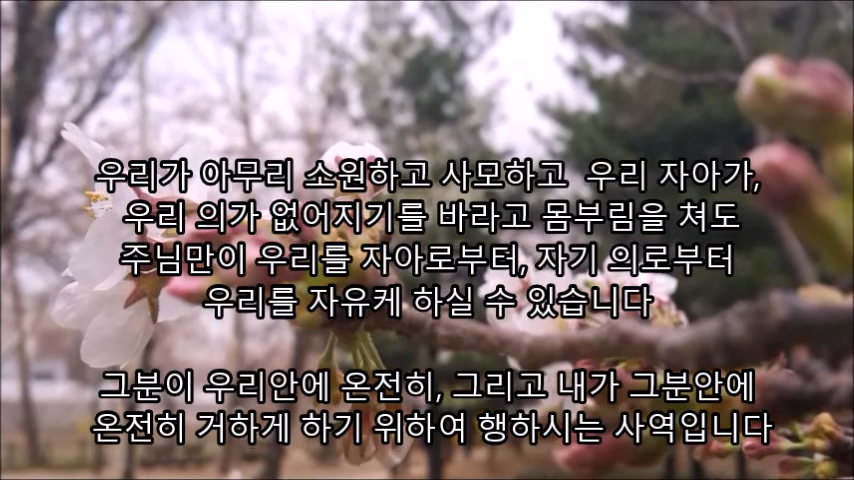 우리가 아무리 소원하고 사모하고  우리 자아가,
우리 의가 없어지기를 바라고 몸부림을 쳐도
주님만이 우리를 자아로부터, 자기 의로부터
우리를 자유케 하실 수 있습니다
그분이 우리안에 온전히, 그리고 내가 그분안에
온전히 거하게 하기 위하여 행하시는 사역입니다